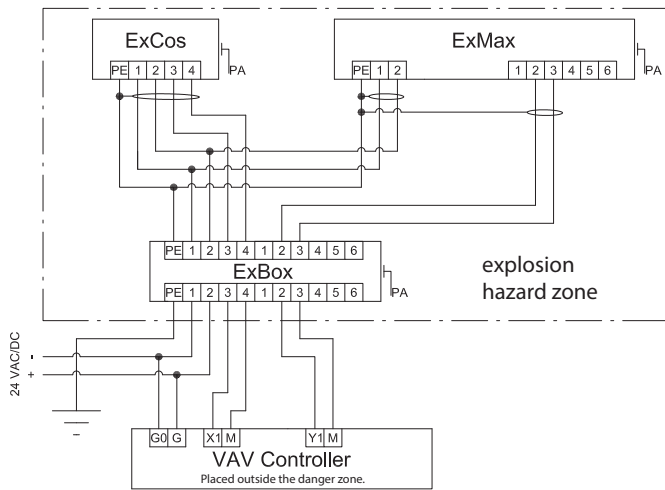 ExCos
ExMax
PE 1 2 3 4
PA
PE 1 2
1 2 3 4 5 6
PA
PE 1 2 3 4 1 2 3 4 5 6
ExBox
PE 1 2 3 4 1 2 3 4 5 6
PA
explosion
hazard zone
24 VAC/DC
-
+
G0 G
X1 M
Y1 M
VAV Controller
Placed outside the danger zone.